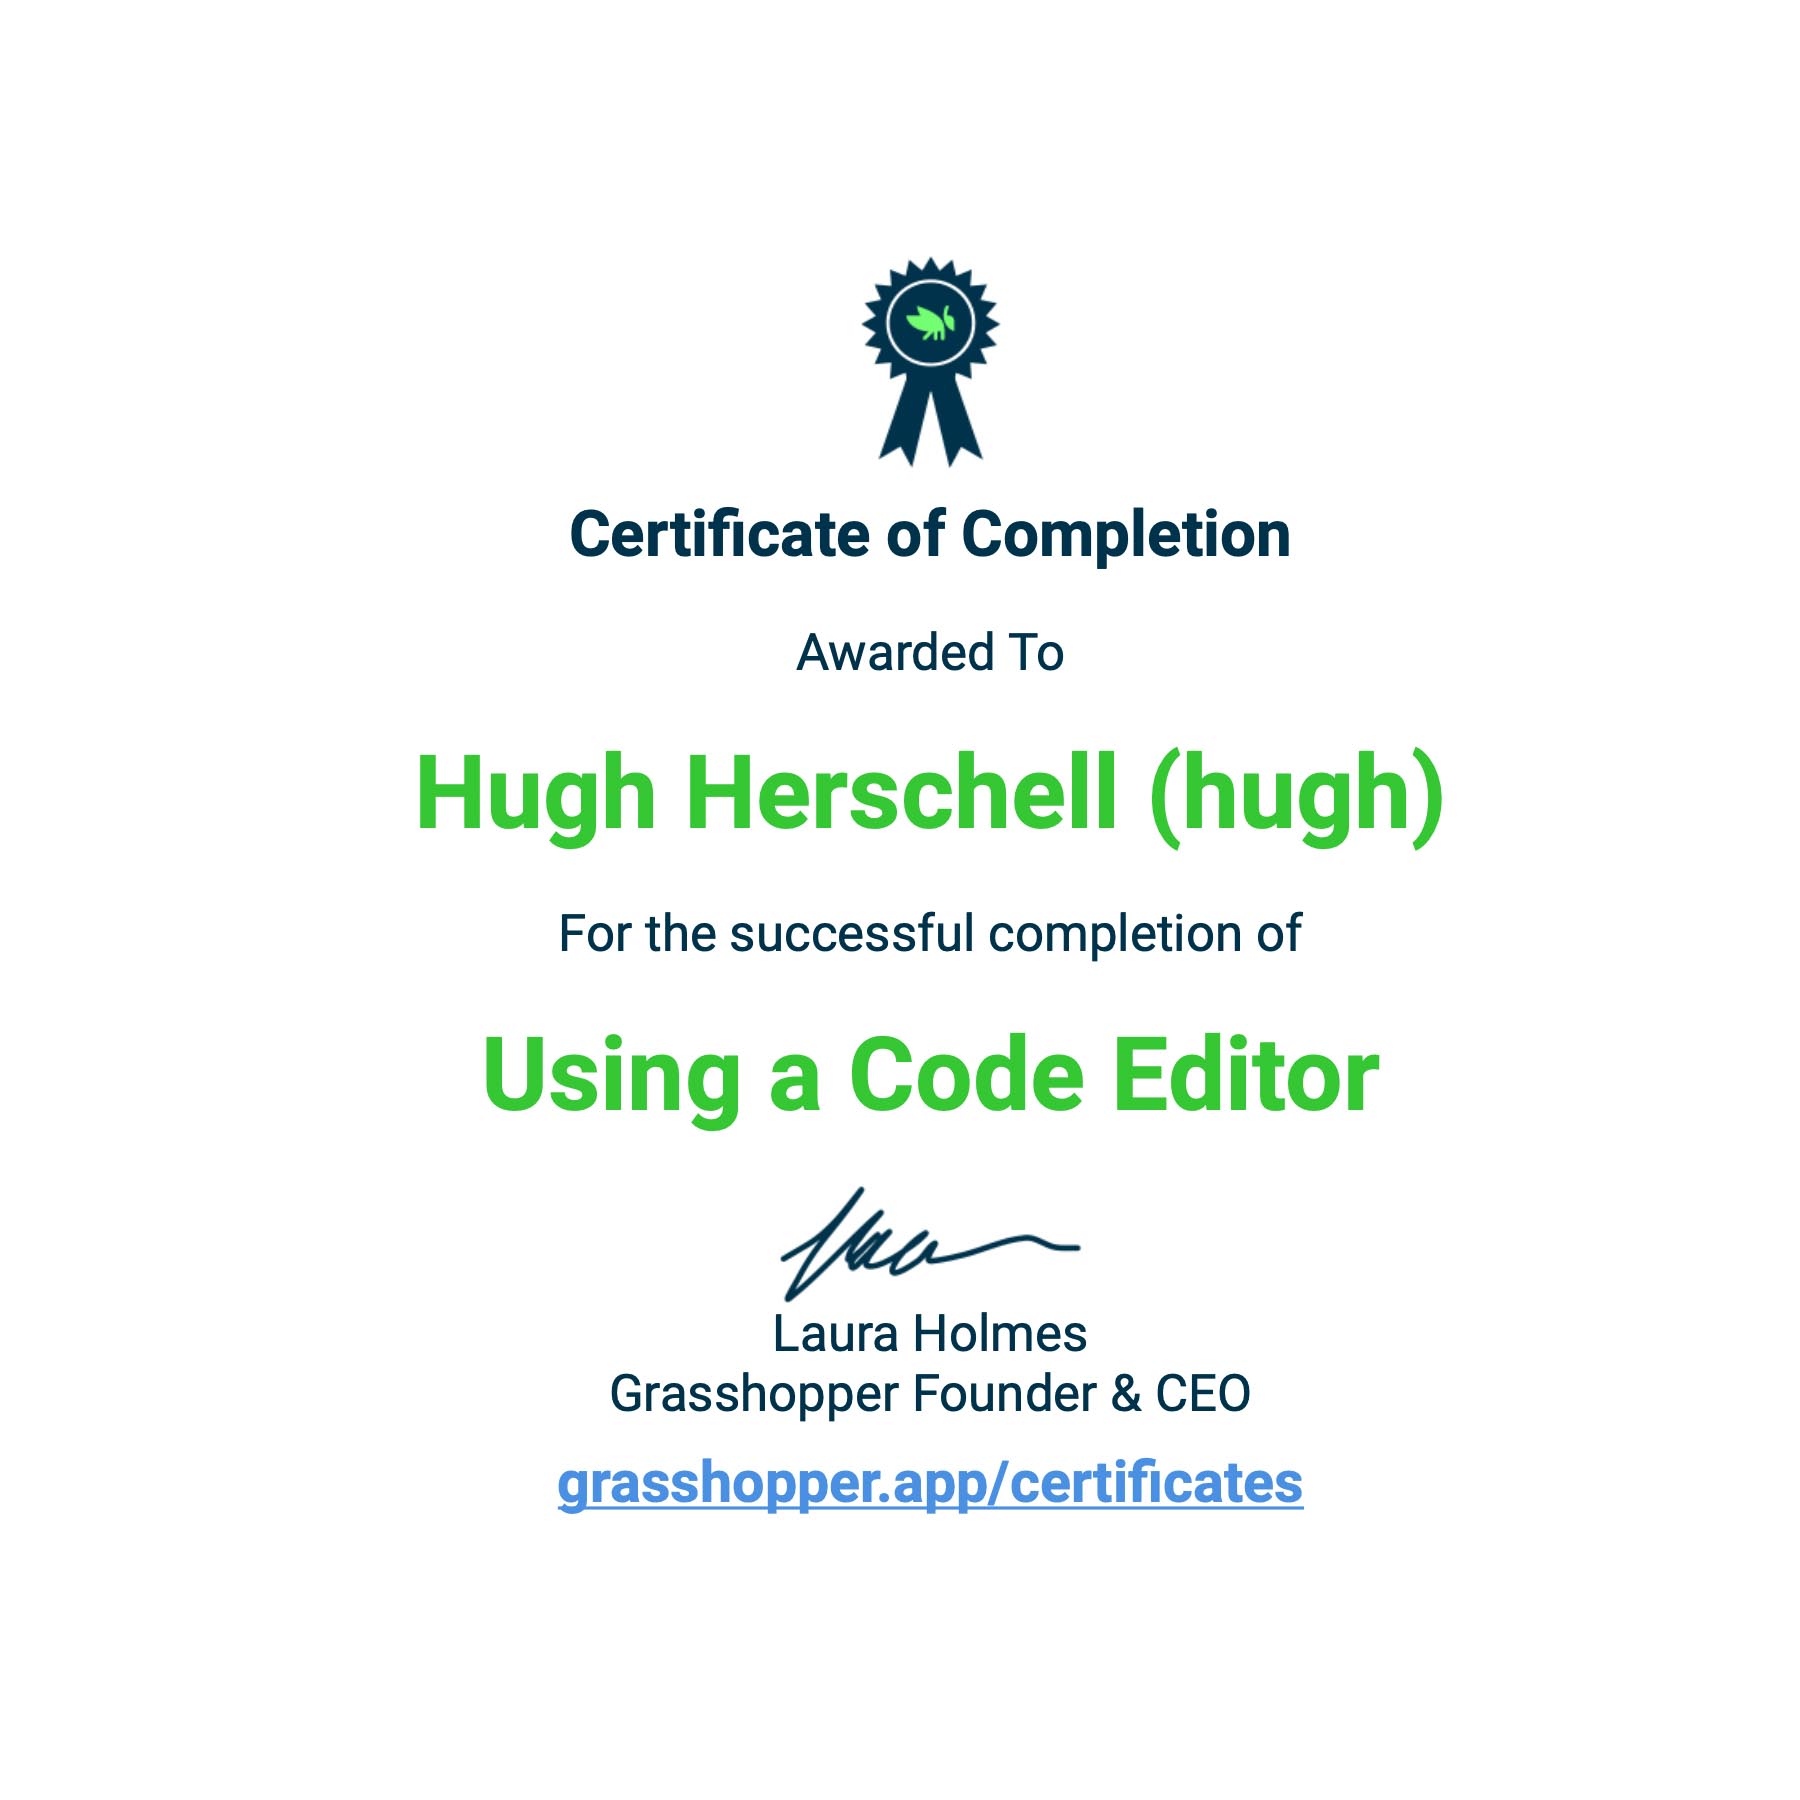 Certificate of Completion
Awarded To
Hugh Herschell (hugh)
For the successful completion of
Using a Code Editor
Laura Holmes
Grasshopper Founder & CEO
grasshopper.app/certificates